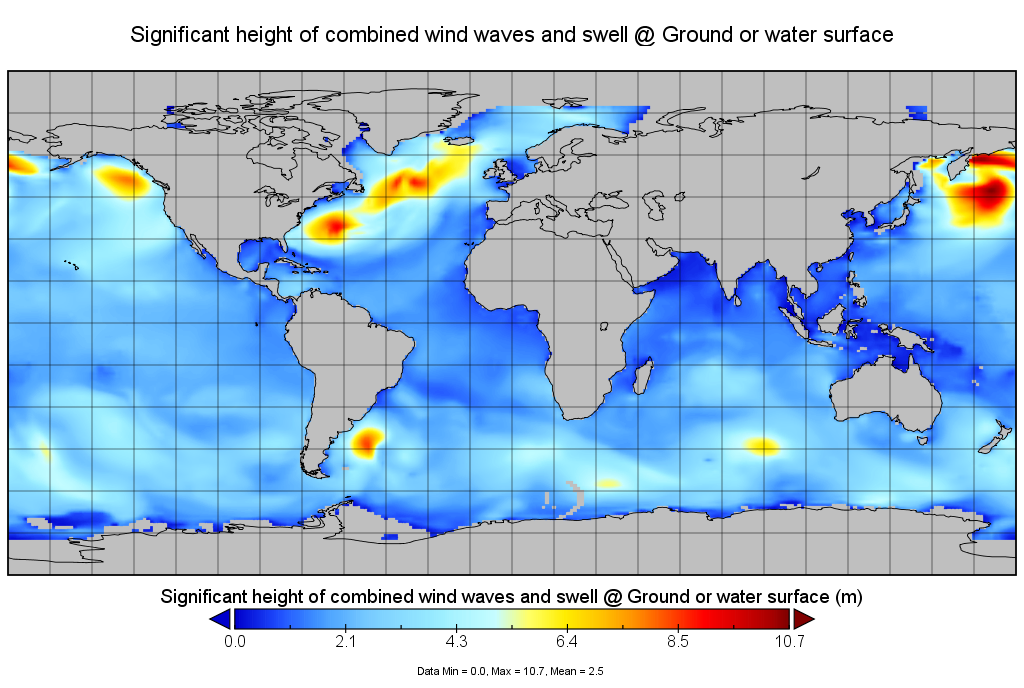 Significant height of combined wind waves and swell @ Ground or water surface
Significant height of combined wind waves and swell @ Ground or water surface (m)
0.0 2.1 4.3 6.4 8.5 10.7
Data Min = 0.0, Max = 10.7, Mean = 2.5